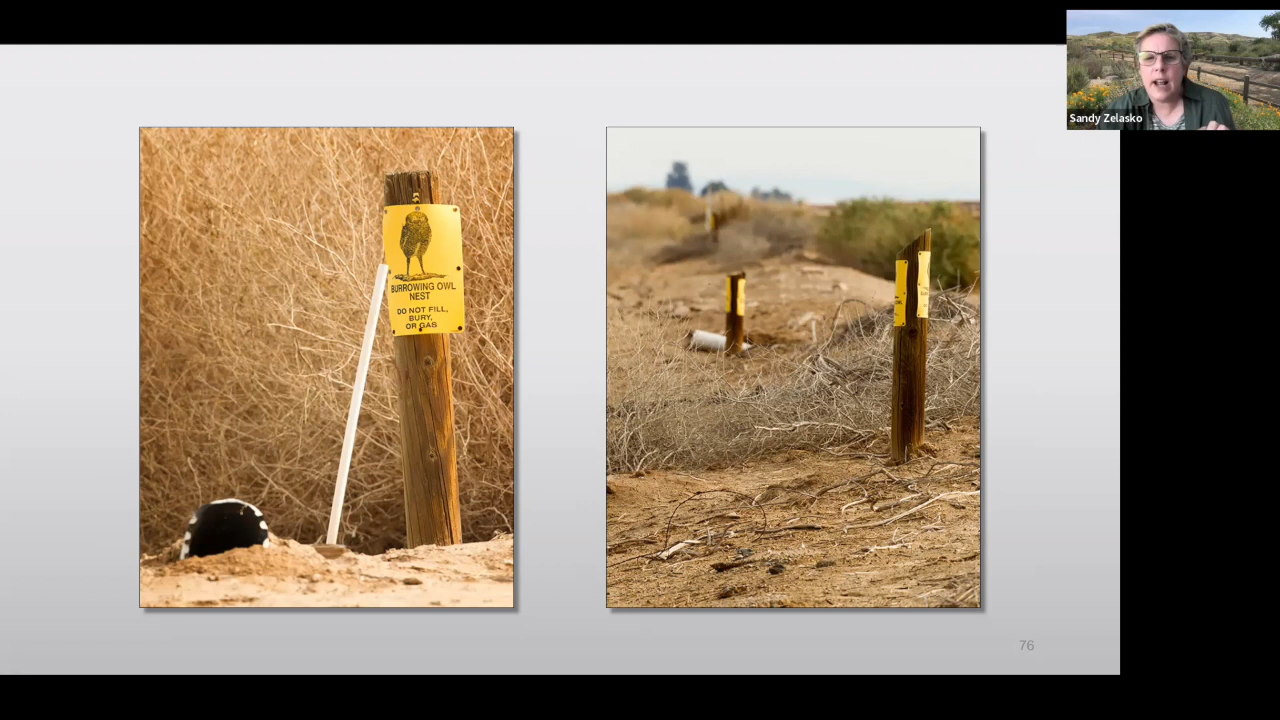 Sandy Zelasko
BURROWING OWL
NEST
DO NOT FILL,
BURY,
OR GAS
76